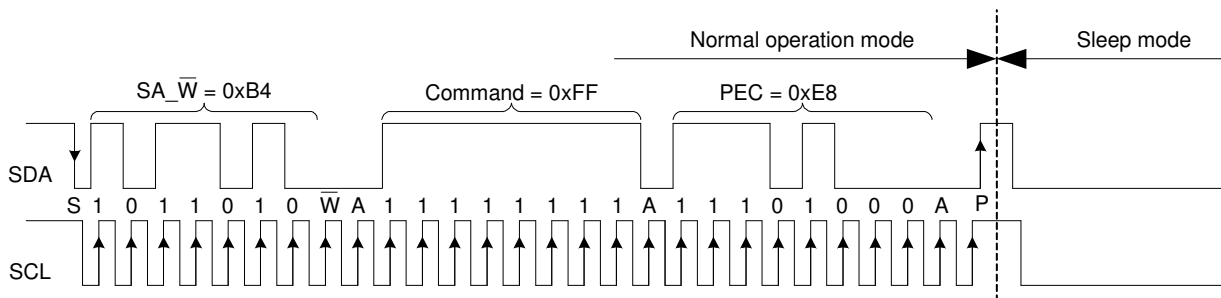 Normal operation mode Sleep mode
SA_W̅ = 0xB4 Command = 0xFF PEC = 0xE8
SDA
S 1 0 1 1 0 1 0 W̅ A 1 1 1 1 1 1 1 1 A 1 1 1 0 1 0 0 0 A P
SCL